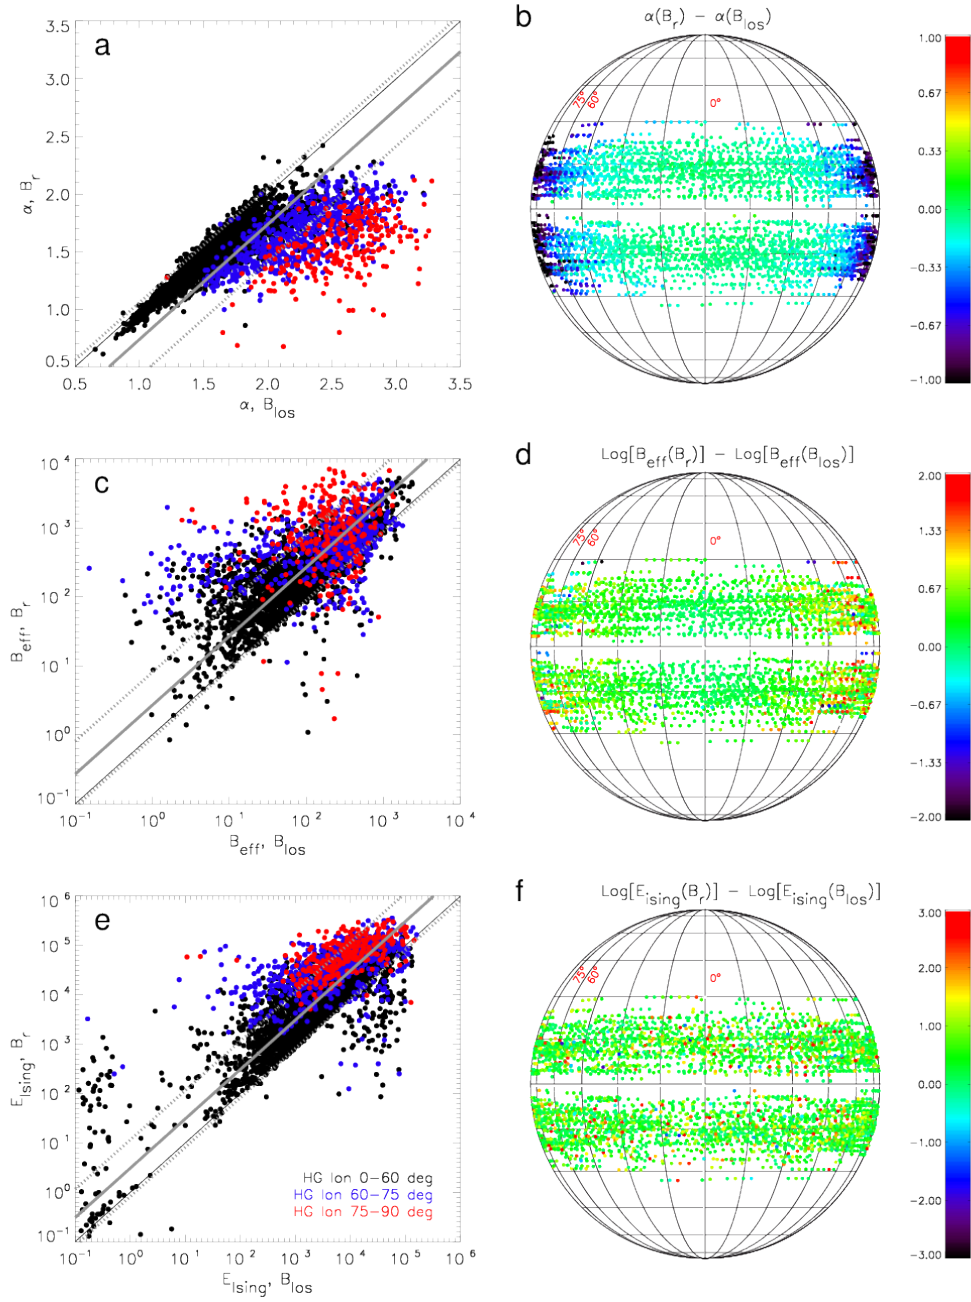 a
3.5
3.0
2.5
2.0
1.5
1.0
0.5
α, B_r
0.5 1.0 1.5 2.0 2.5 3.0 3.5
α, B_los
b
α(B_r) − α(B_los)
75° 60° 0°
1.00
0.67
0.33
0.00
−0.33
−0.67
−1.00
c
10^4
10^3
10^2
10^1
10^0
10^−1
B_eff, B_r
10^−1 10^0 10^1 10^2 10^3 10^4
B_eff, B_los
d
Log[B_eff(B_r)] − Log[B_eff(B_los)]
75° 60° 0°
2.00
1.33
0.67
0.00
−0.67
−1.33
−2.00
e
10^6
10^5
10^4
10^3
10^2
10^1
10^0
10^−1
E_Ising, B_r
HG lon 0−60 deg
HG lon 60−75 deg
HG lon 75−90 deg
10^−1 10^0 10^1 10^2 10^3 10^4 10^5 10^6
E_Ising, B_los
f
Log[E_ising(B_r)] − Log[E_ising(B_los)]
75° 60° 0°
3.00
2.00
1.00
0.00
−1.00
−2.00
−3.00